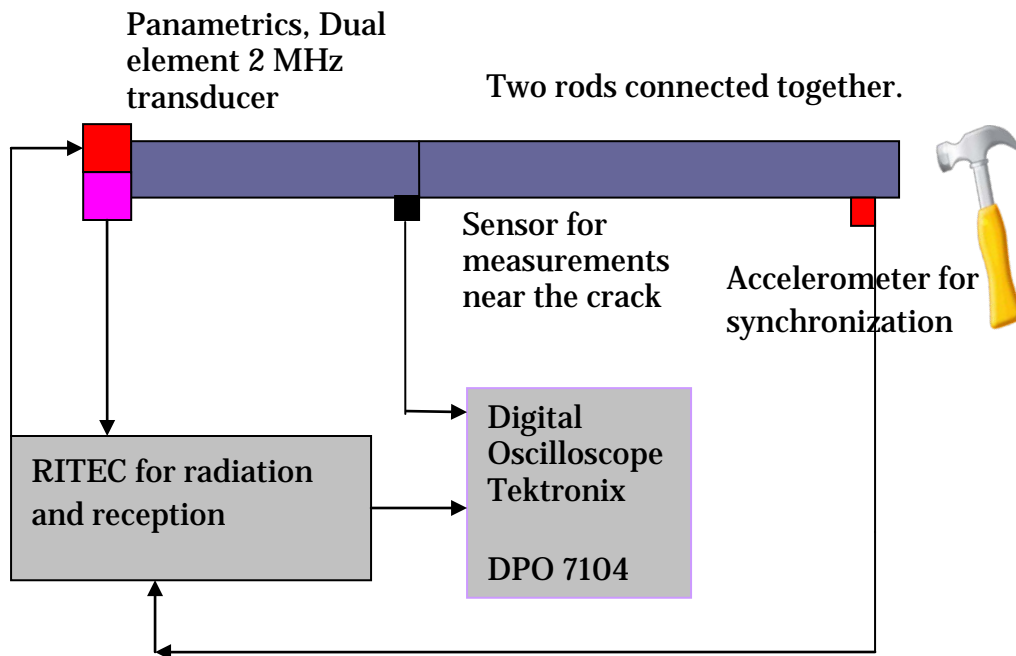 Panametrics, Dual
element 2 MHz
transducer
Two rods connected together.
Sensor for
measurements
near the crack
Accelerometer for
synchronization
RITEC for radiation
and reception
Digital
Oscilloscope
Tektronix
DPO 7104